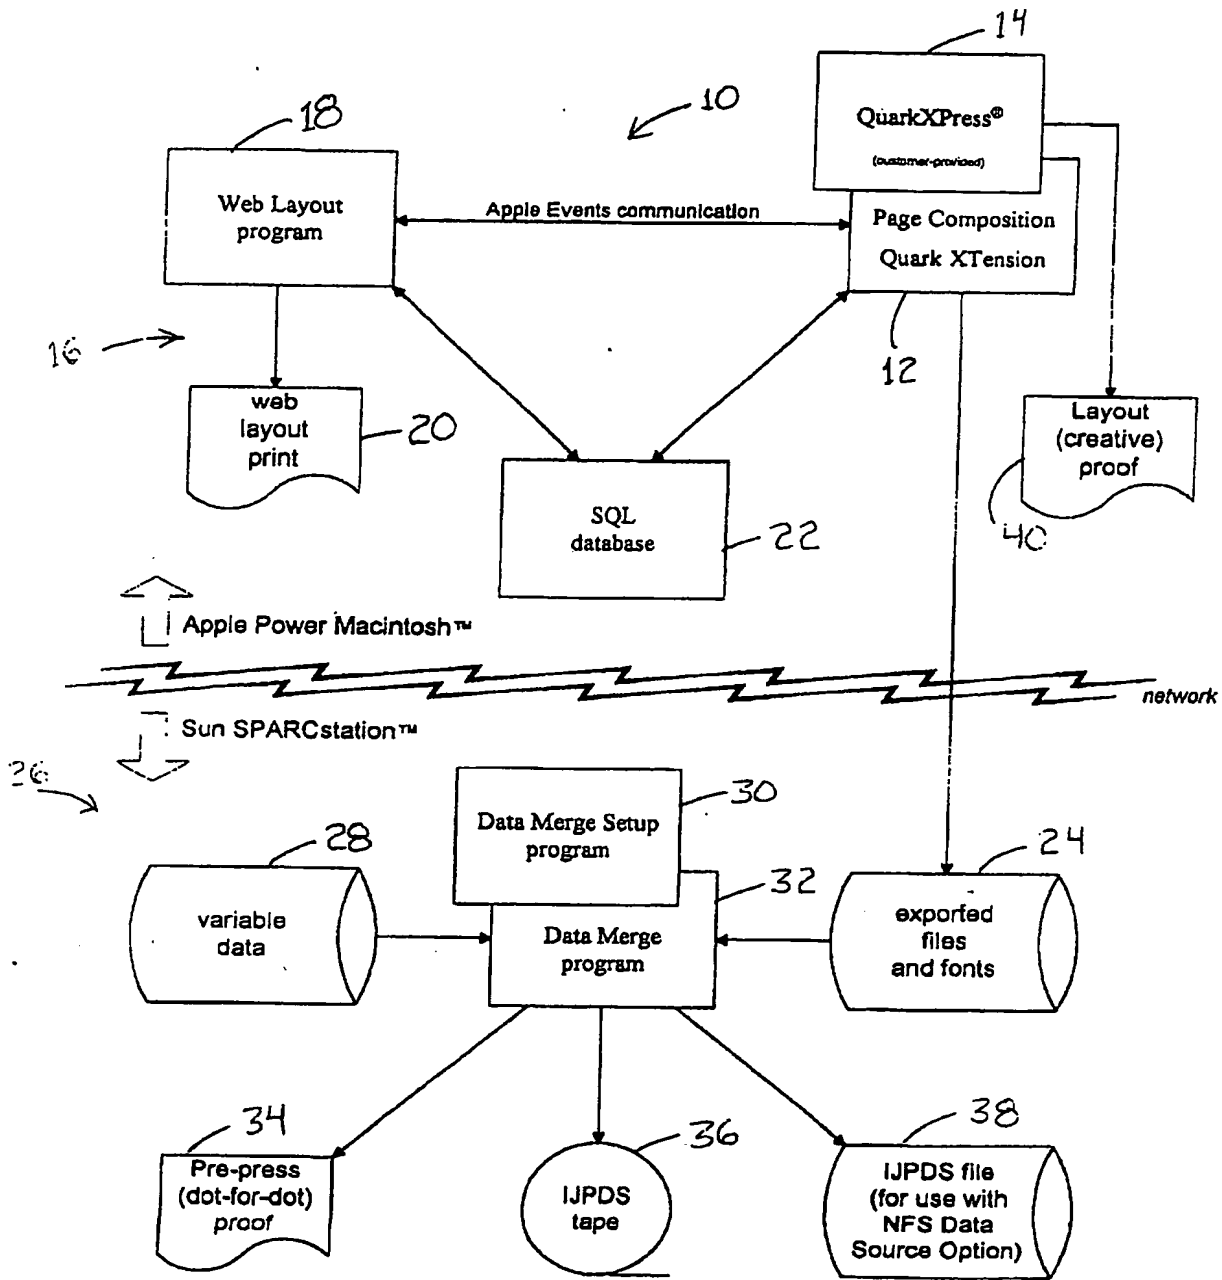 14
10
18
QuarkXPress®
(customer-provided)
Web Layout
program
Apple Events communication
Page Composition
Quark XTension
16
12
web
layout
print
20
Layout
(creative)
proof
40
SQL
database
22
Apple Power Macintosh™
network
Sun SPARCstation™
26
30
Data Merge Setup
program
28
24
32
variable
data
Data Merge
program
exported
files
and fonts
34
36
38
Pre-press
(dot-for-dot)
proof
IJPDS
tape
IJPDS file
(for use with
NFS Data
Source Option)